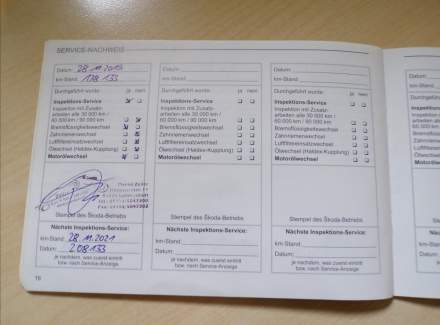 SERVICE-NACHWEIS
Datum:
km-Stand: 178 133
Durchgeführt wurde: ja nein
Inspektions-Service
Inspektion mit Zusatz-
arbeiten alle 30 000 km /
60 000 km / 90 000 km
Bremsflüssigkeitswechsel
Zahnriemenwechsel
Luftfiltereinsatzwechsel
Ölwechsel (Haldex-Kupplung)
Motorölwechsel
Stempel des Škoda-Betriebs
Nächste Inspektions-Service:
km-Stand: 28.11.2021
Datum: 208133
je nachdem, was zuerst eintritt
bzw. nach Service-Anzeige
16
Datum:
km-Stand:
Durchgeführt wurde: ja nein
Inspektions-Service
Inspektion mit Zusatz-
arbeiten alle 30 000 km /
60 000 km / 90 000 km
Bremsflüssigkeitswechsel
Zahnriemenwechsel
Luftfiltereinsatzwechsel
Ölwechsel (Haldex-Kupplung)
Motorölwechsel
Stempel des Škoda-Betriebs
Nächste Inspektions-Service:
km-Stand:
Datum:
je nachdem, was zuerst eintritt
bzw. nach Service-Anzeige
Datum:
km-Stand:
Durchgeführt wurde: ja nein
Inspektions-Service
Inspektion mit Zusatz-
arbeiten alle 30 000 km /
60 000 km / 90 000 km
Bremsflüssigkeitswechsel
Zahnriemenwechsel
Luftfiltereinsatzwechsel
Ölwechsel (Haldex-Kupplung)
Motorölwechsel
Stempel des Škoda-Betriebs
Nächste Inspektions-Service:
km-Stand:
Datum:
je nachdem, was zuerst eintritt
bzw. nach Service-Anzeige